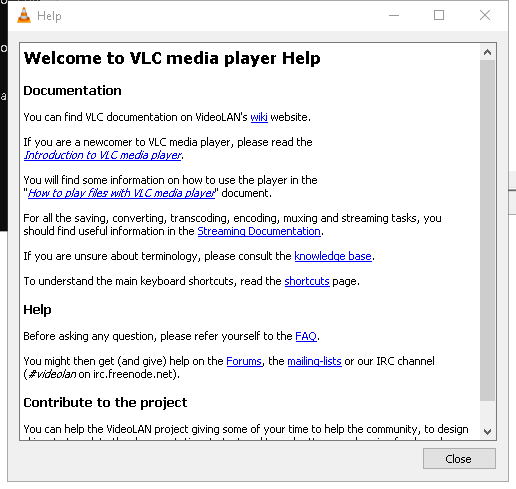 Help
Welcome to VLC media player Help
Documentation
You can find VLC documentation on VideoLAN's wiki website.
If you are a newcomer to VLC media player, please read the
Introduction to VLC media player.
You will find some information on how to use the player in the
"How to play files with VLC media player" document.
For all the saving, converting, transcoding, encoding, muxing and streaming tasks, you
should find useful information in the Streaming Documentation.
If you are unsure about terminology, please consult the knowledge base.
To understand the main keyboard shortcuts, read the shortcuts page.
Help
Before asking any question, please refer yourself to the FAQ.
You might then get (and give) help on the Forums, the mailing-lists or our IRC channel
(#videolan on irc.freenode.net).
Contribute to the project
You can help the VideoLAN project giving some of your time to help the community, to design
Close